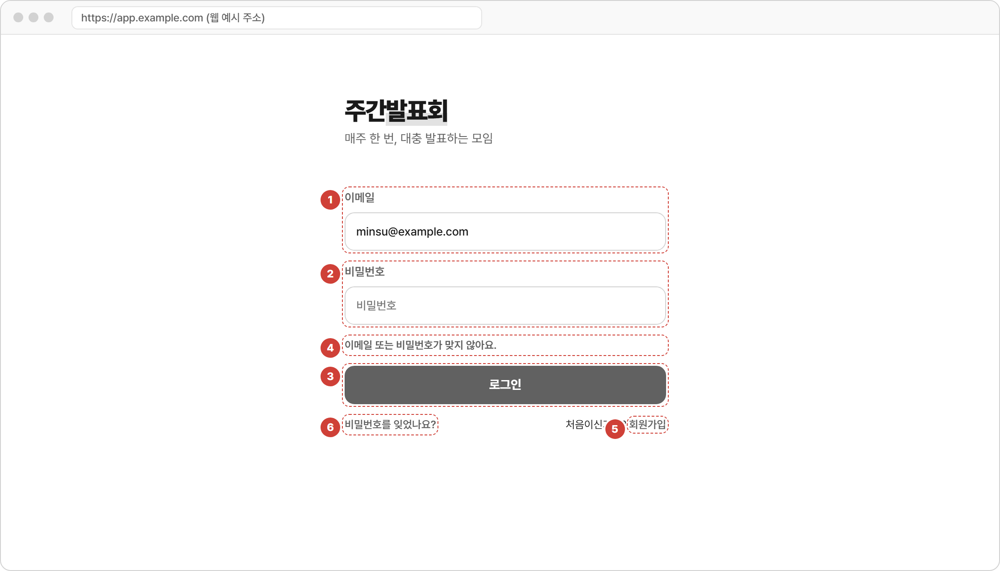 https://app.example.com (웹 예시 주소)
주간발표회
매주 한 번, 대충 발표하는 모임
1 이메일
minsu@example.com
2 비밀번호
비밀번호
4 이메일 또는 비밀번호가 맞지 않아요.
3 로그인
6 비밀번호를 잊었나요?
5 회원가입